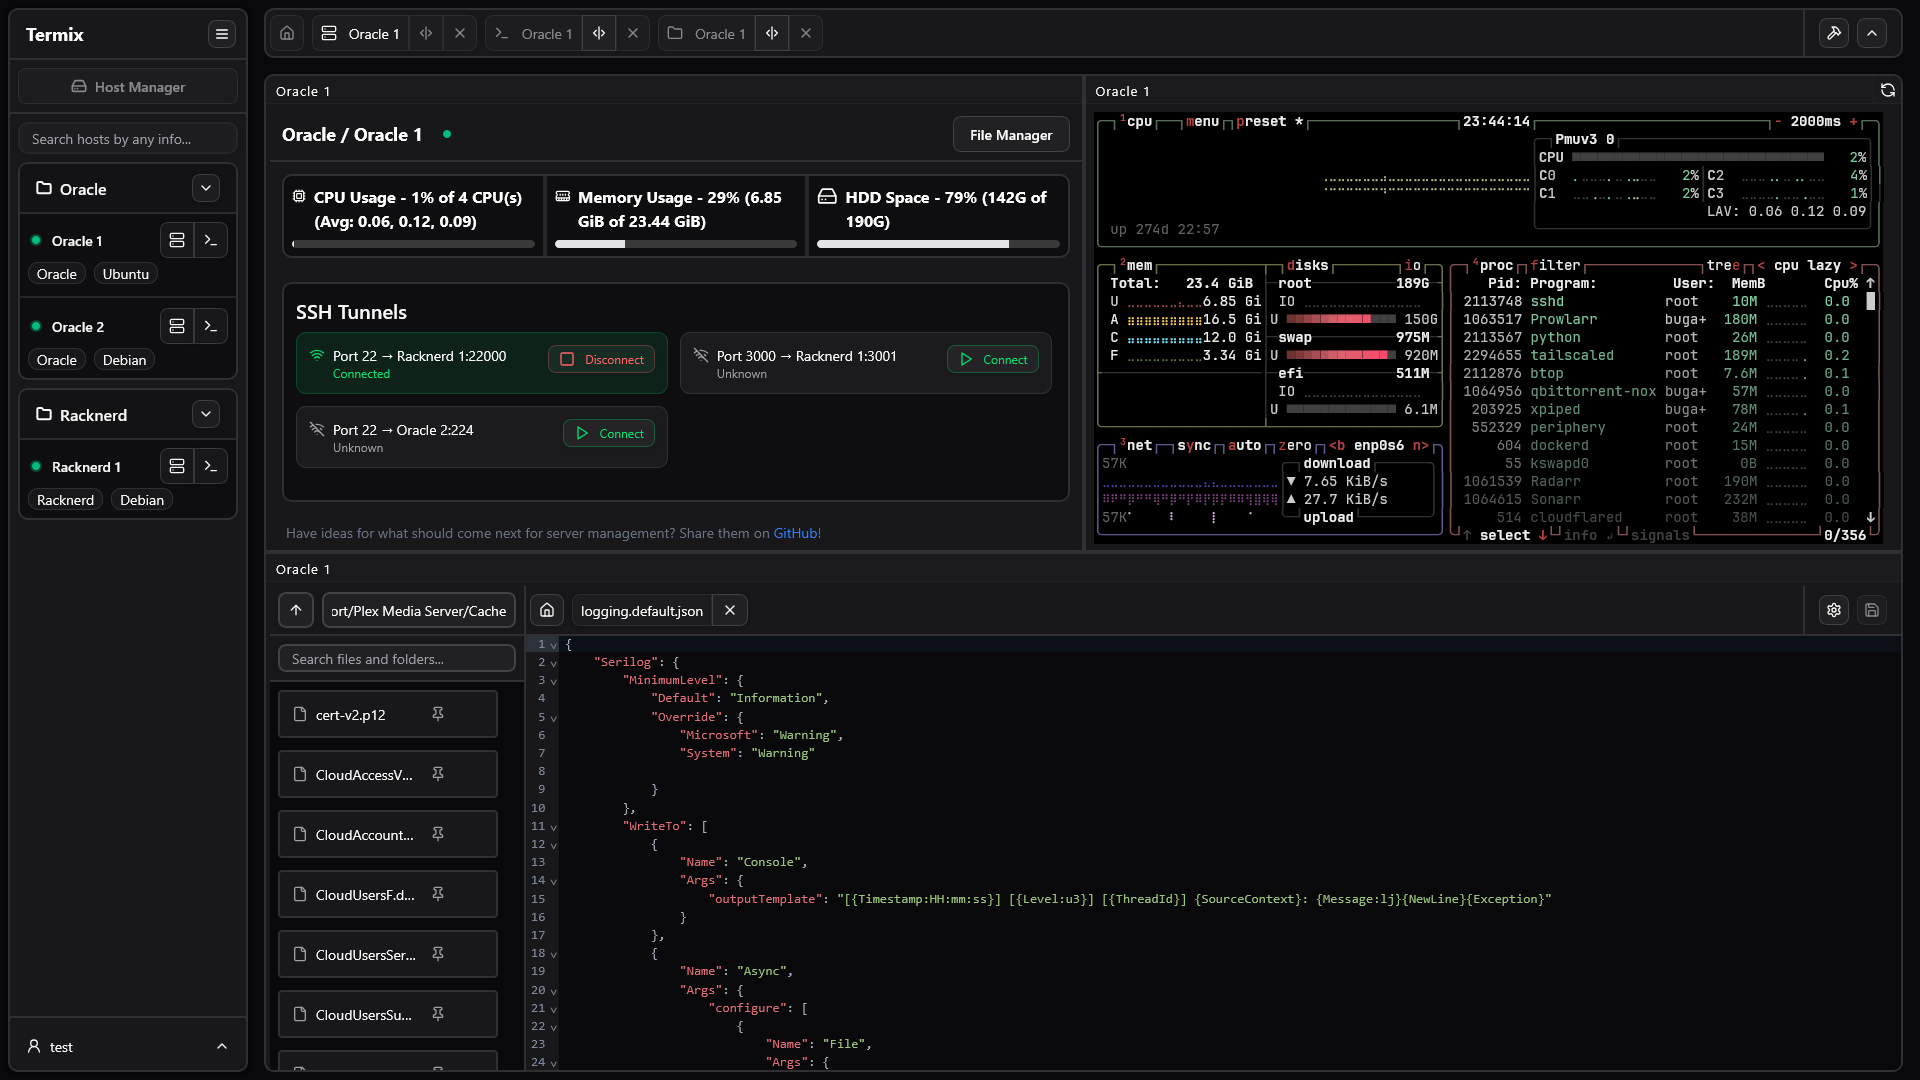 Termix
Host Manager
Search hosts by any info...
Oracle
Oracle 1
Oracle
Ubuntu
Oracle 2
Oracle
Debian
Racknerd
Racknerd 1
Racknerd
Debian
test
Oracle 1
Oracle 1
Oracle 1
Oracle 1
Oracle / Oracle 1
File Manager
CPU Usage - 1% of 4 CPU(s)
(Avg: 0.06, 0.12, 0.09)
Memory Usage - 29% (6.85
GiB of 23.44 GiB)
HDD Space - 79% (142G of
190G)
SSH Tunnels
Port 22 → Racknerd 1:22000
Connected
Disconnect
Port 3000 → Racknerd 1:3001
Unknown
Connect
Port 22 → Oracle 2:224
Unknown
Connect
Have ideas for what should come next for server management? Share them on GitHub!
Oracle 1
1cpu menu preset * 23:44:14 - 2000ms +
Pmuv3 0
CPU 2%
C0 2% C2 4%
C1 2% C3 1%
LAV: 0.06 0.12 0.09
up 274d 22:57
2mem
Total: 23.4 GiB
U 6.85 Gi
A 16.5 Gi
C 12.0 Gi
F 3.34 Gi
disks io
root 189G
IO
U 150G
swap 975M
U 920M
efi 511M
IO
U 6.1M
3net sync auto zero <b enp0s6 n>
57K
download
▼ 7.65 KiB/s
▲ 27.7 KiB/s
57K
upload
4proc filter tree < cpu lazy >
Pid: Program: User: MemB Cpu% ↑
2113748 sshd root 10M 0.0
1063517 Prowlarr buga+ 180M 0.0
2113567 python root 26M 0.0
2294655 tailscaled root 189M 0.2
2112876 btop root 7.6M 0.1
1064956 qbittorrent-nox buga+ 57M 0.0
203925 xpiped buga+ 78M 0.1
552329 periphery root 24M 0.0
604 dockerd root 15M 0.0
55 kswapd0 root 0B 0.0
1061539 Radarr root 190M 0.0
1064615 Sonarr root 232M 0.0
514 cloudflared root 38M 0.0 ↓
↑ select ↓ info ↲ signals 0/356
Oracle 1
ort/Plex Media Server/Cache
Search files and folders...
cert-v2.p12
CloudAccessV...
CloudAccount...
CloudUsersF.d...
CloudUsersSer...
CloudUsersSu...
logging.default.json
1 {
2 "Serilog": {
3 "MinimumLevel": {
4 "Default": "Information",
5 "Override": {
6 "Microsoft": "Warning",
7 "System": "Warning"
8
9 }
10 },
11 "WriteTo": [
12 {
13 "Name": "Console",
14 "Args": {
15 "outputTemplate": "[{Timestamp:HH:mm:ss}] [{Level:u3}] [{ThreadId}] {SourceContext}: {Message:lj}{NewLine}{Exception}"
16 }
17 },
18 {
19 "Name": "Async",
20 "Args": {
21 "configure": [
22 {
23 "Name": "File",
24 "Args": {